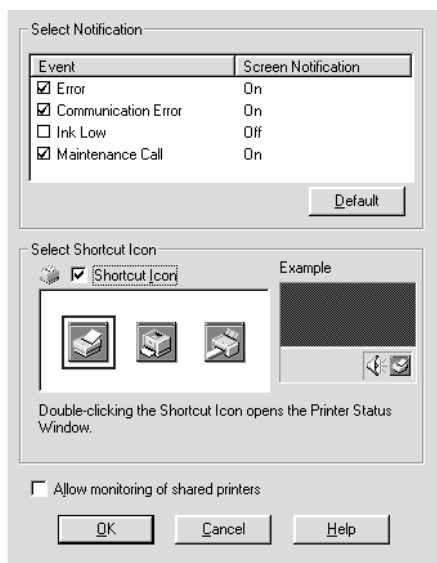 Select Notification
Event Screen Notification
Error On
Communication Error On
Ink Low Off
Maintenance Call On
Default
Select Shortcut Icon
Shortcut Icon
Example
Double-clicking the Shortcut Icon opens the Printer Status
Window.
Allow monitoring of shared printers
OK Cancel Help